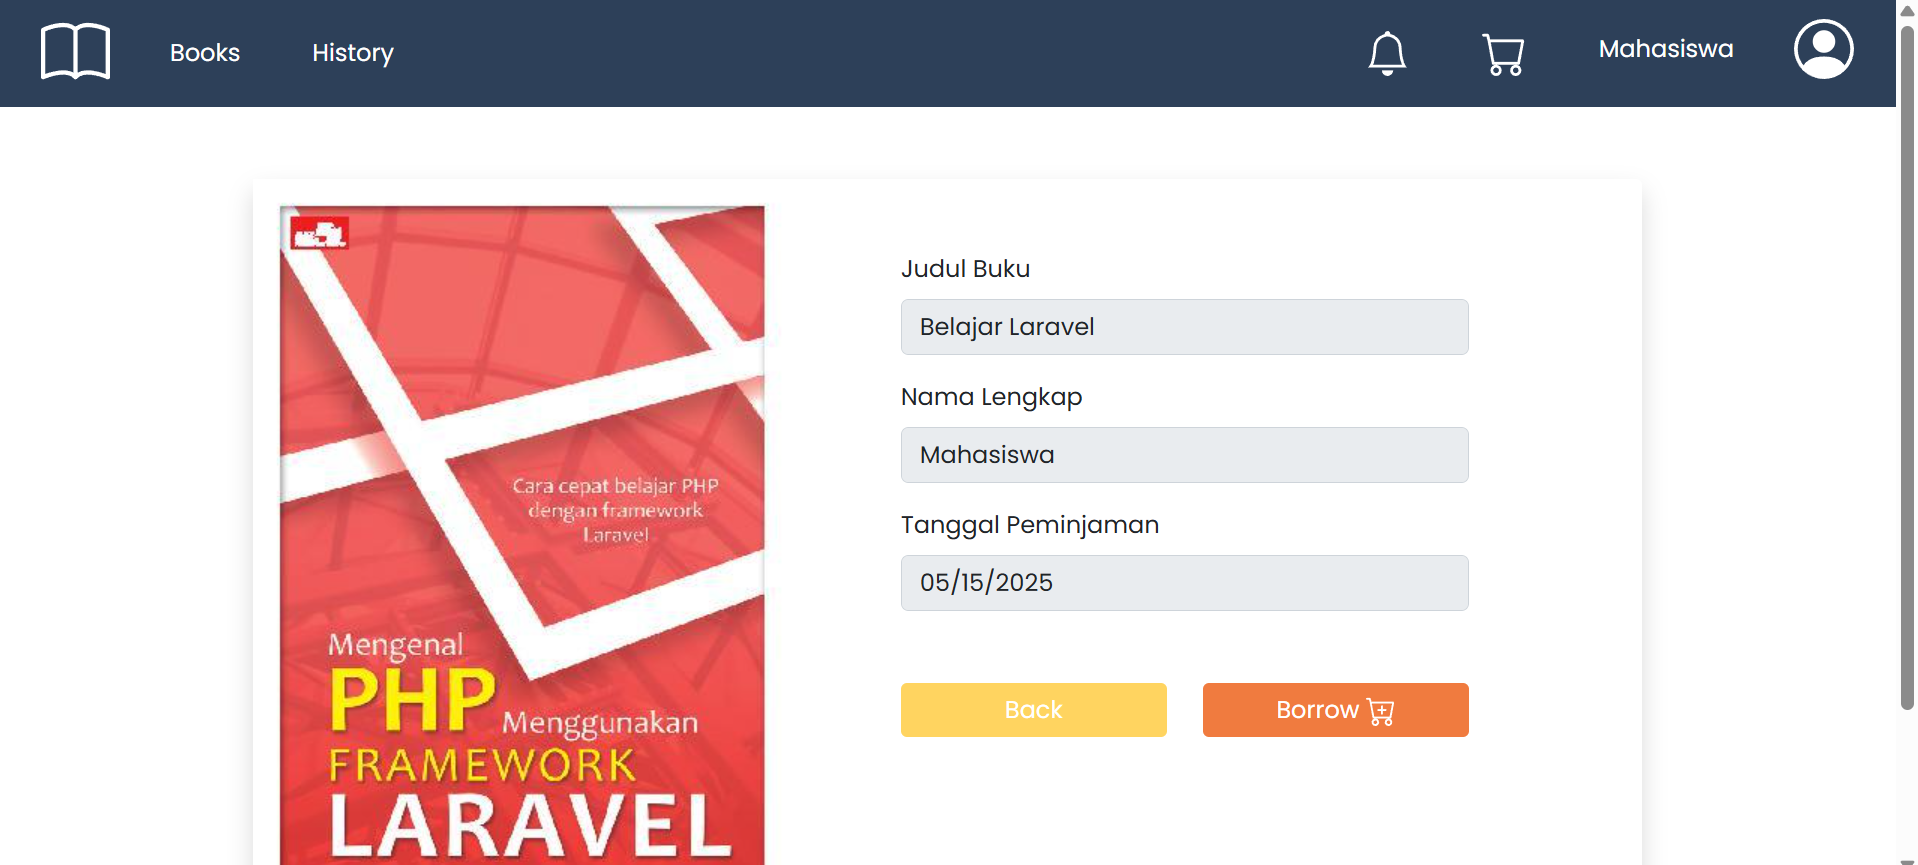 Books
History
Mahasiswa
Judul Buku
Belajar Laravel
Nama Lengkap
Mahasiswa
Tanggal Peminjaman
05/15/2025
Back
Borrow
Cara cepat belajar PHP
dengan framework
Laravel
Mengenal
PHP
Menggunakan
FRAMEWORK
LARAVEL